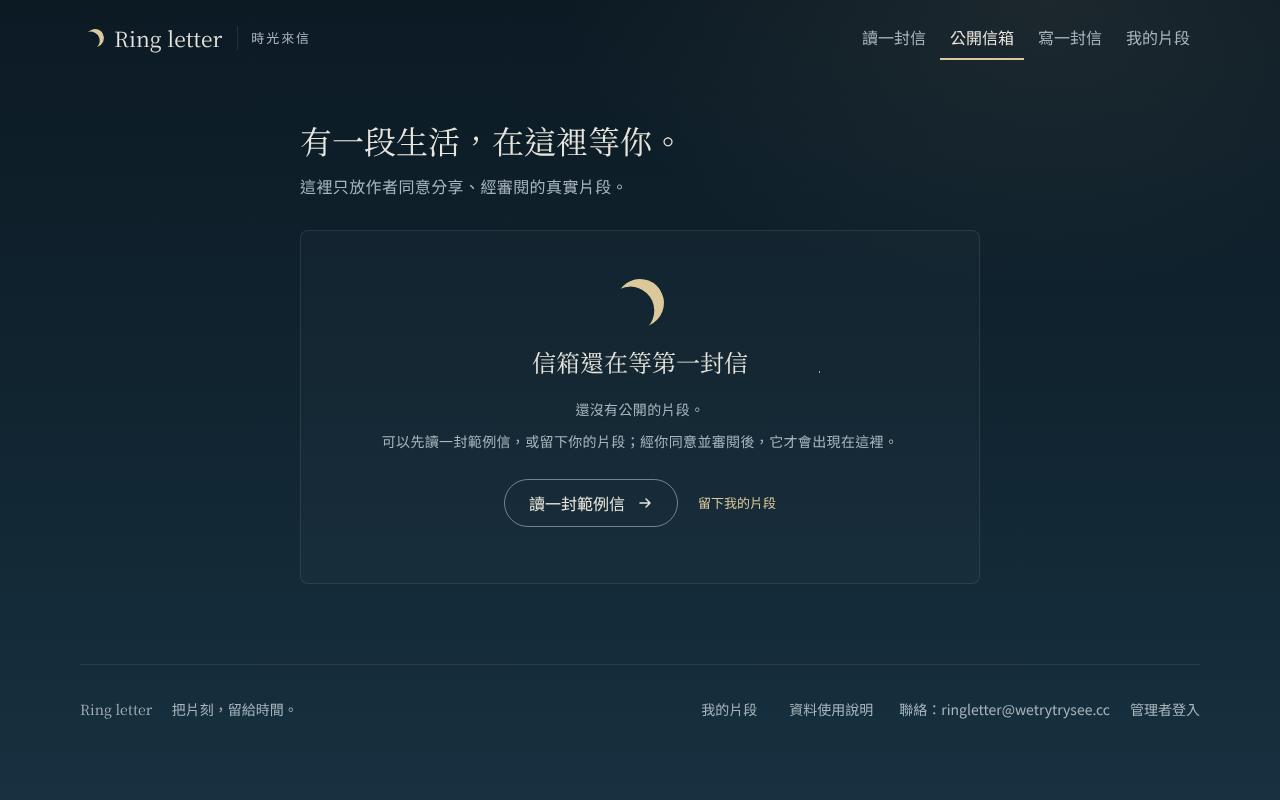 Ring letter 時光來信
讀一封信 公開信箱 寫一封信 我的片段
有一段生活，在這裡等你。
這裡只放作者同意分享、經審閱的真實片段。
信箱還在等第一封信
還沒有公開的片段。
可以先讀一封範例信，或留下你的片段；經你同意並審閱後，它才會出現在這裡。
讀一封範例信 → 留下我的片段
Ring letter 把片刻，留給時間。
我的片段 資料使用說明 聯絡：ringletter@wetrytrysee.cc 管理者登入